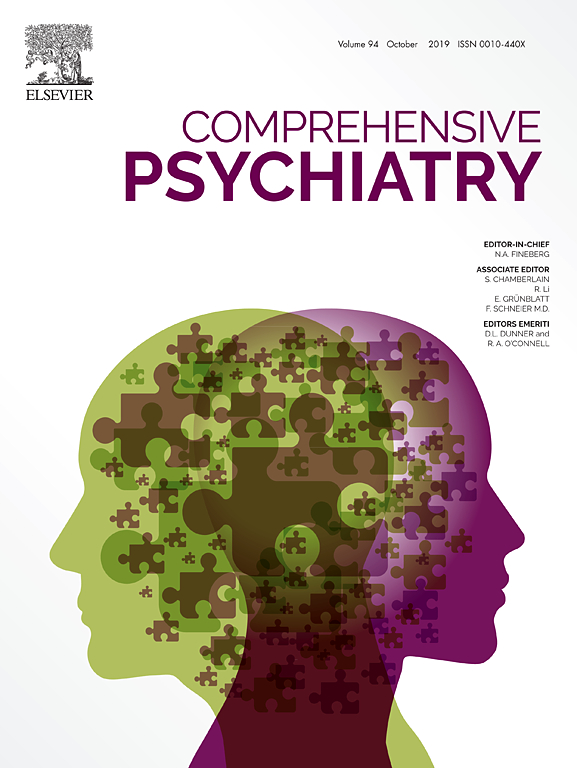 Volume 94 October 2019 ISSN 0010-440X
ELSEVIER
COMPREHENSIVE
PSYCHIATRY
EDITOR-IN-CHIEF
N.A. FINEBERG
ASSOCIATE EDITOR
S. CHAMBERLAIN
R. Li
E. GRÜNBLATT
F. SCHNEIER M.D.
EDITORS EMERITI
D.L. DUNNER and
R. A. O'CONNELL